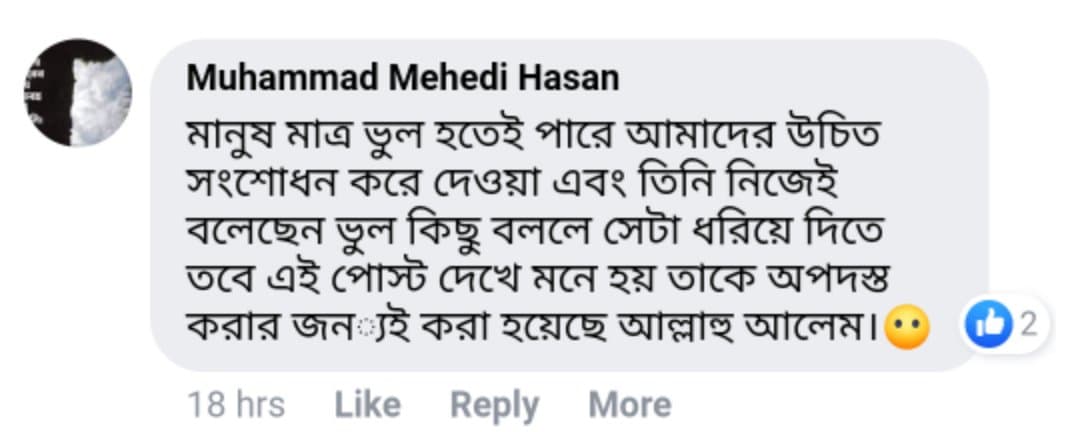 Muhammad Mehedi Hasan
মানুষ মাত্র ভুল হতেই পারে আমাদের উচিত
সংশোধন করে দেওয়া এবং তিনি নিজেই
বলেছেন ভুল কিছু বললে সেটা ধরিয়ে দিতে
তবে এই পোস্ট দেখে মনে হয় তাকে অপদস্ত
করার জন্যই করা হয়েছে আল্লাহু আলেম।😶
2
18 hrs Like Reply More